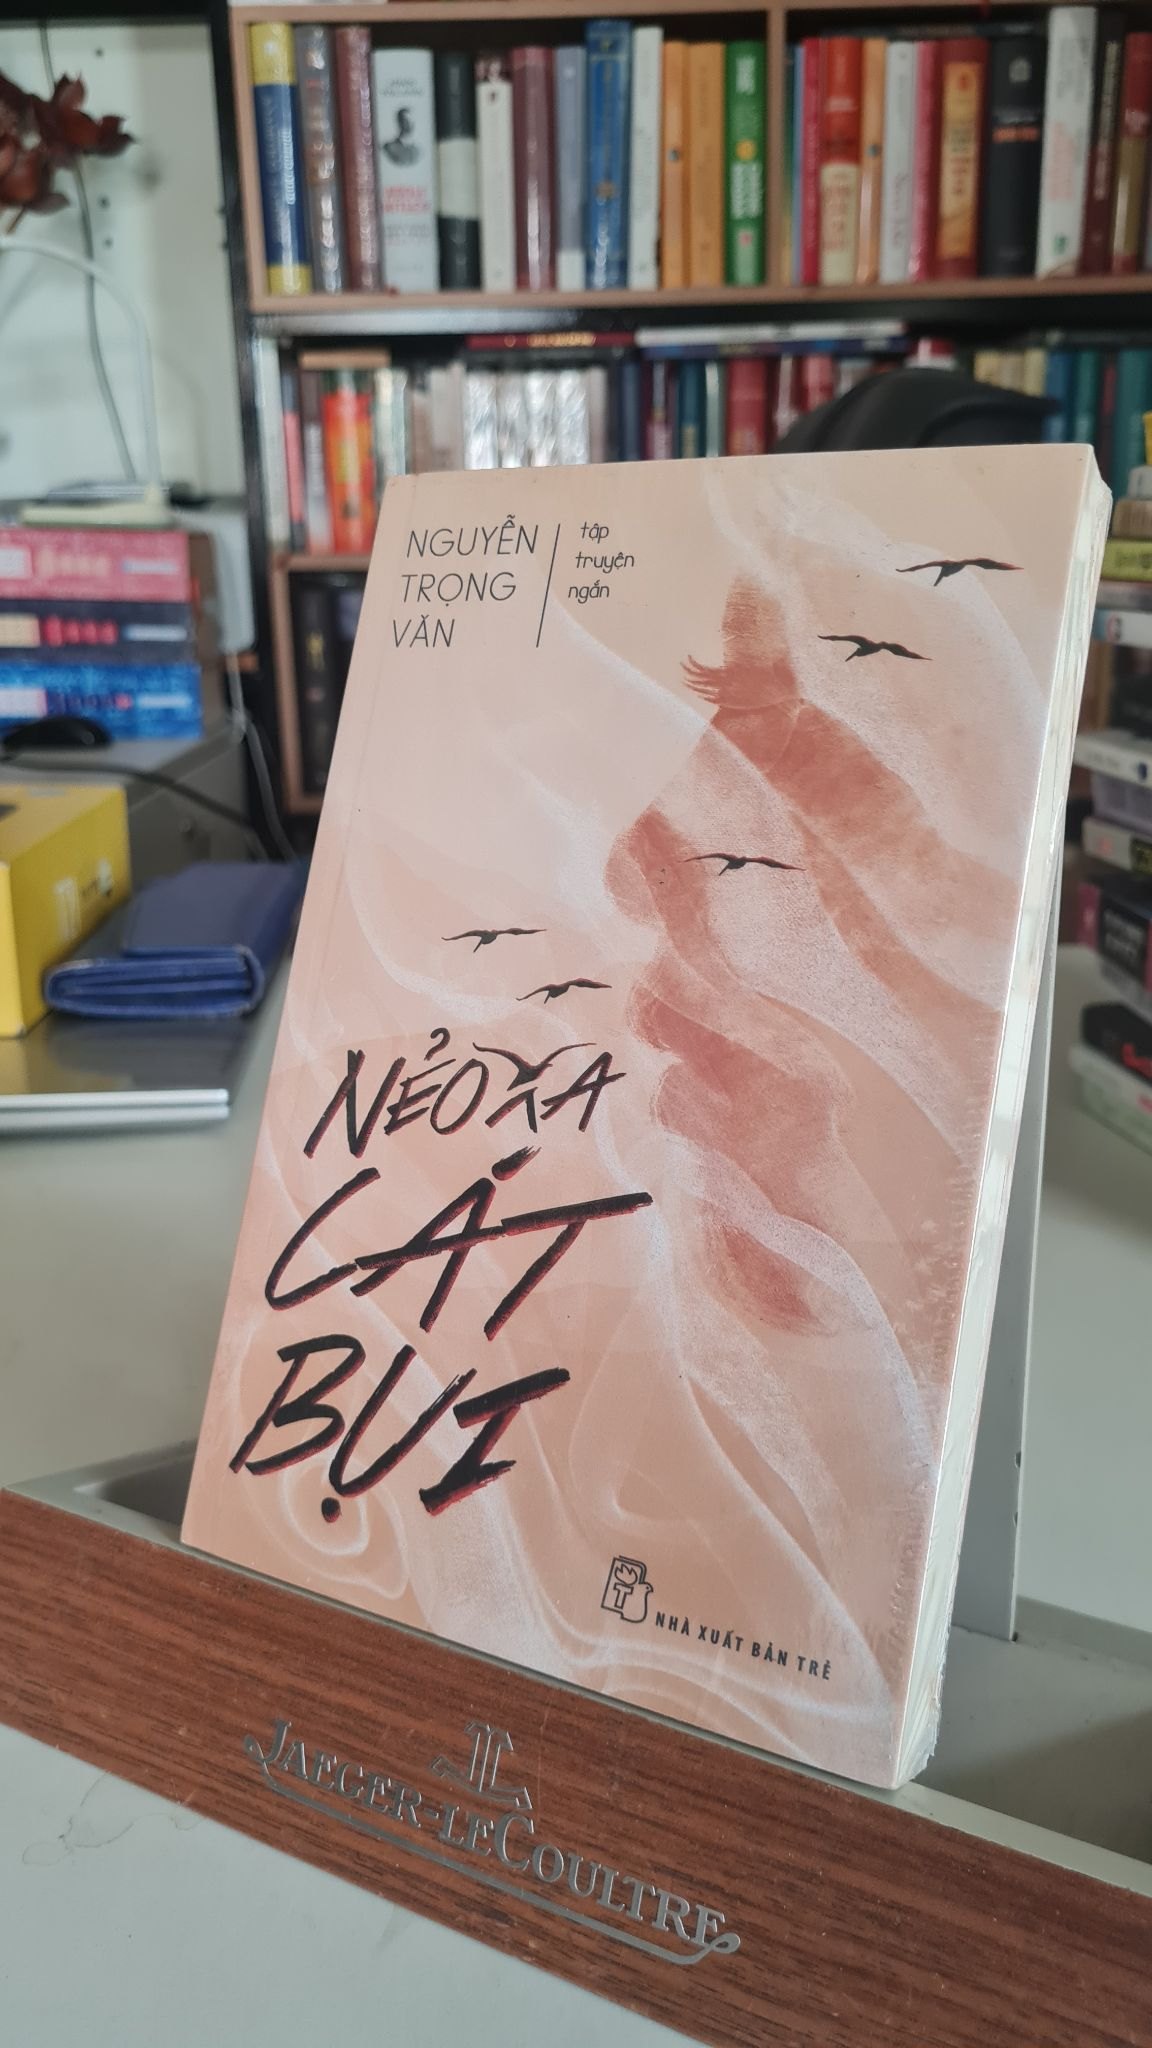 NGUYỄN
TRỌNG
VĂN
tập
truyện
ngắn
NẺO XA
CÁT
BỤI
NHÀ XUẤT BẢN TRẺ
JAEGER-LECOULTRE